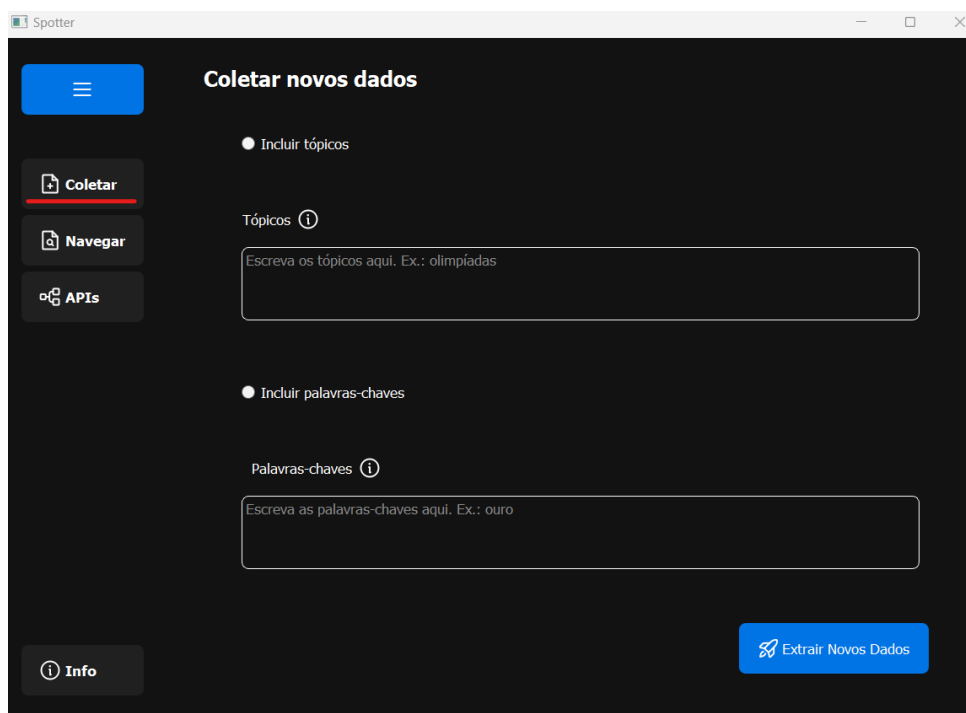 Spotter
Coletar novos dados
Incluir tópicos
Coletar
Tópicos
Navegar
Escreva os tópicos aqui. Ex.: olimpíadas
APIs
Incluir palavras-chaves
Palavras-chaves
Escreva as palavras-chaves aqui. Ex.: ouro
Extrair Novos Dados
Info